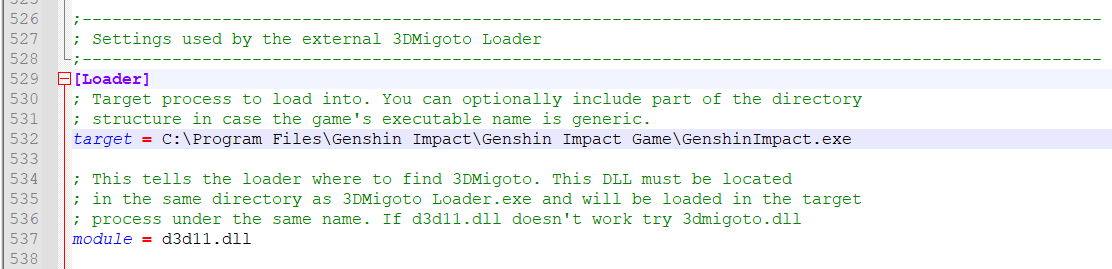 525
526 ;------------------------------------------------------------------------------------------------------
527 ; Settings used by the external 3DMigoto Loader
528 ;------------------------------------------------------------------------------------------------------
529 [Loader]
530 ; Target process to load into. You can optionally include part of the directory
531 ; structure in case the game's executable name is generic.
532 target = C:\Program Files\Genshin Impact\Genshin Impact Game\GenshinImpact.exe
533
534 ; This tells the loader where to find 3DMigoto. This DLL must be located
535 ; in the same directory as 3DMigoto Loader.exe and will be loaded in the target
536 ; process under the same name. If d3d11.dll doesn't work try 3dmigoto.dll
537 module = d3d11.dll
538